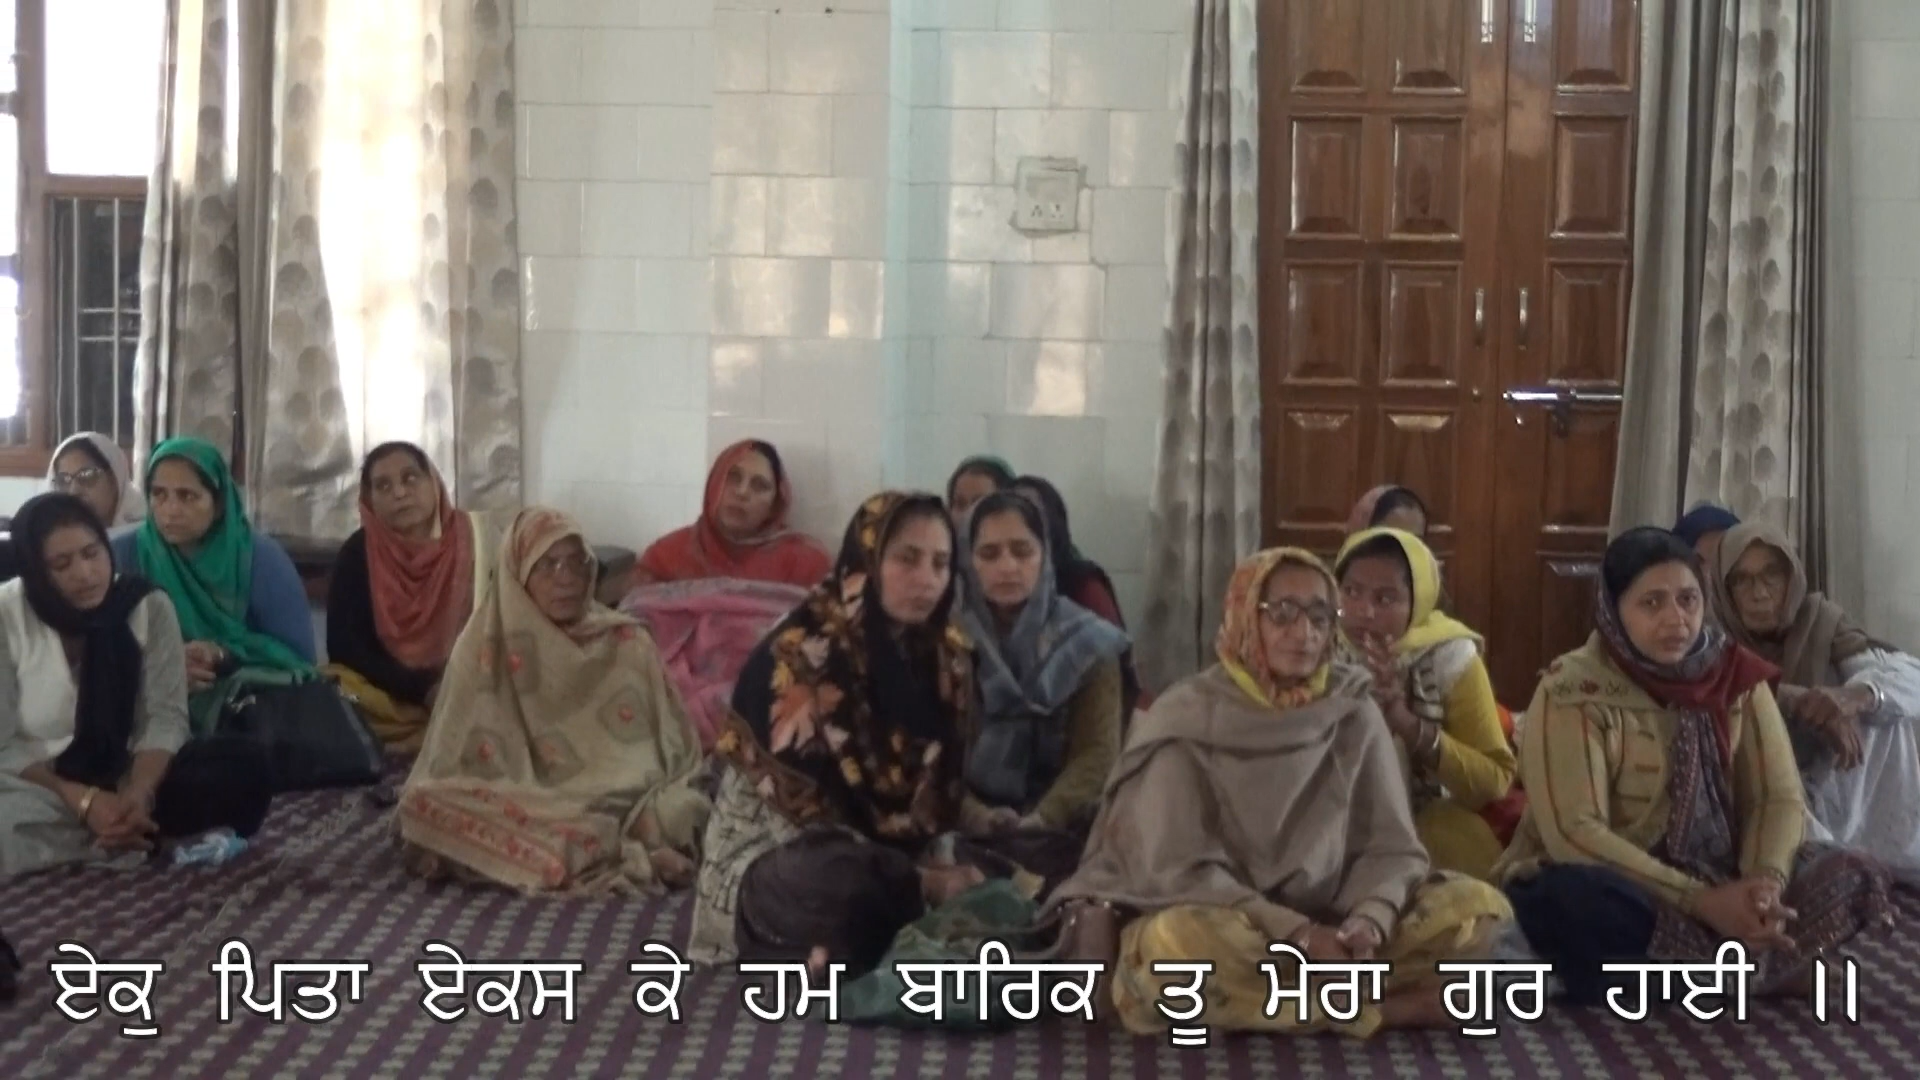 ਏਕੁ ਪਿਤਾ ਏਕਸ ਕੇ ਹਮ ਬਾਰਿਕ ਤੂ ਮੇਰਾ ਗੁਰ ਹਾਈ ॥